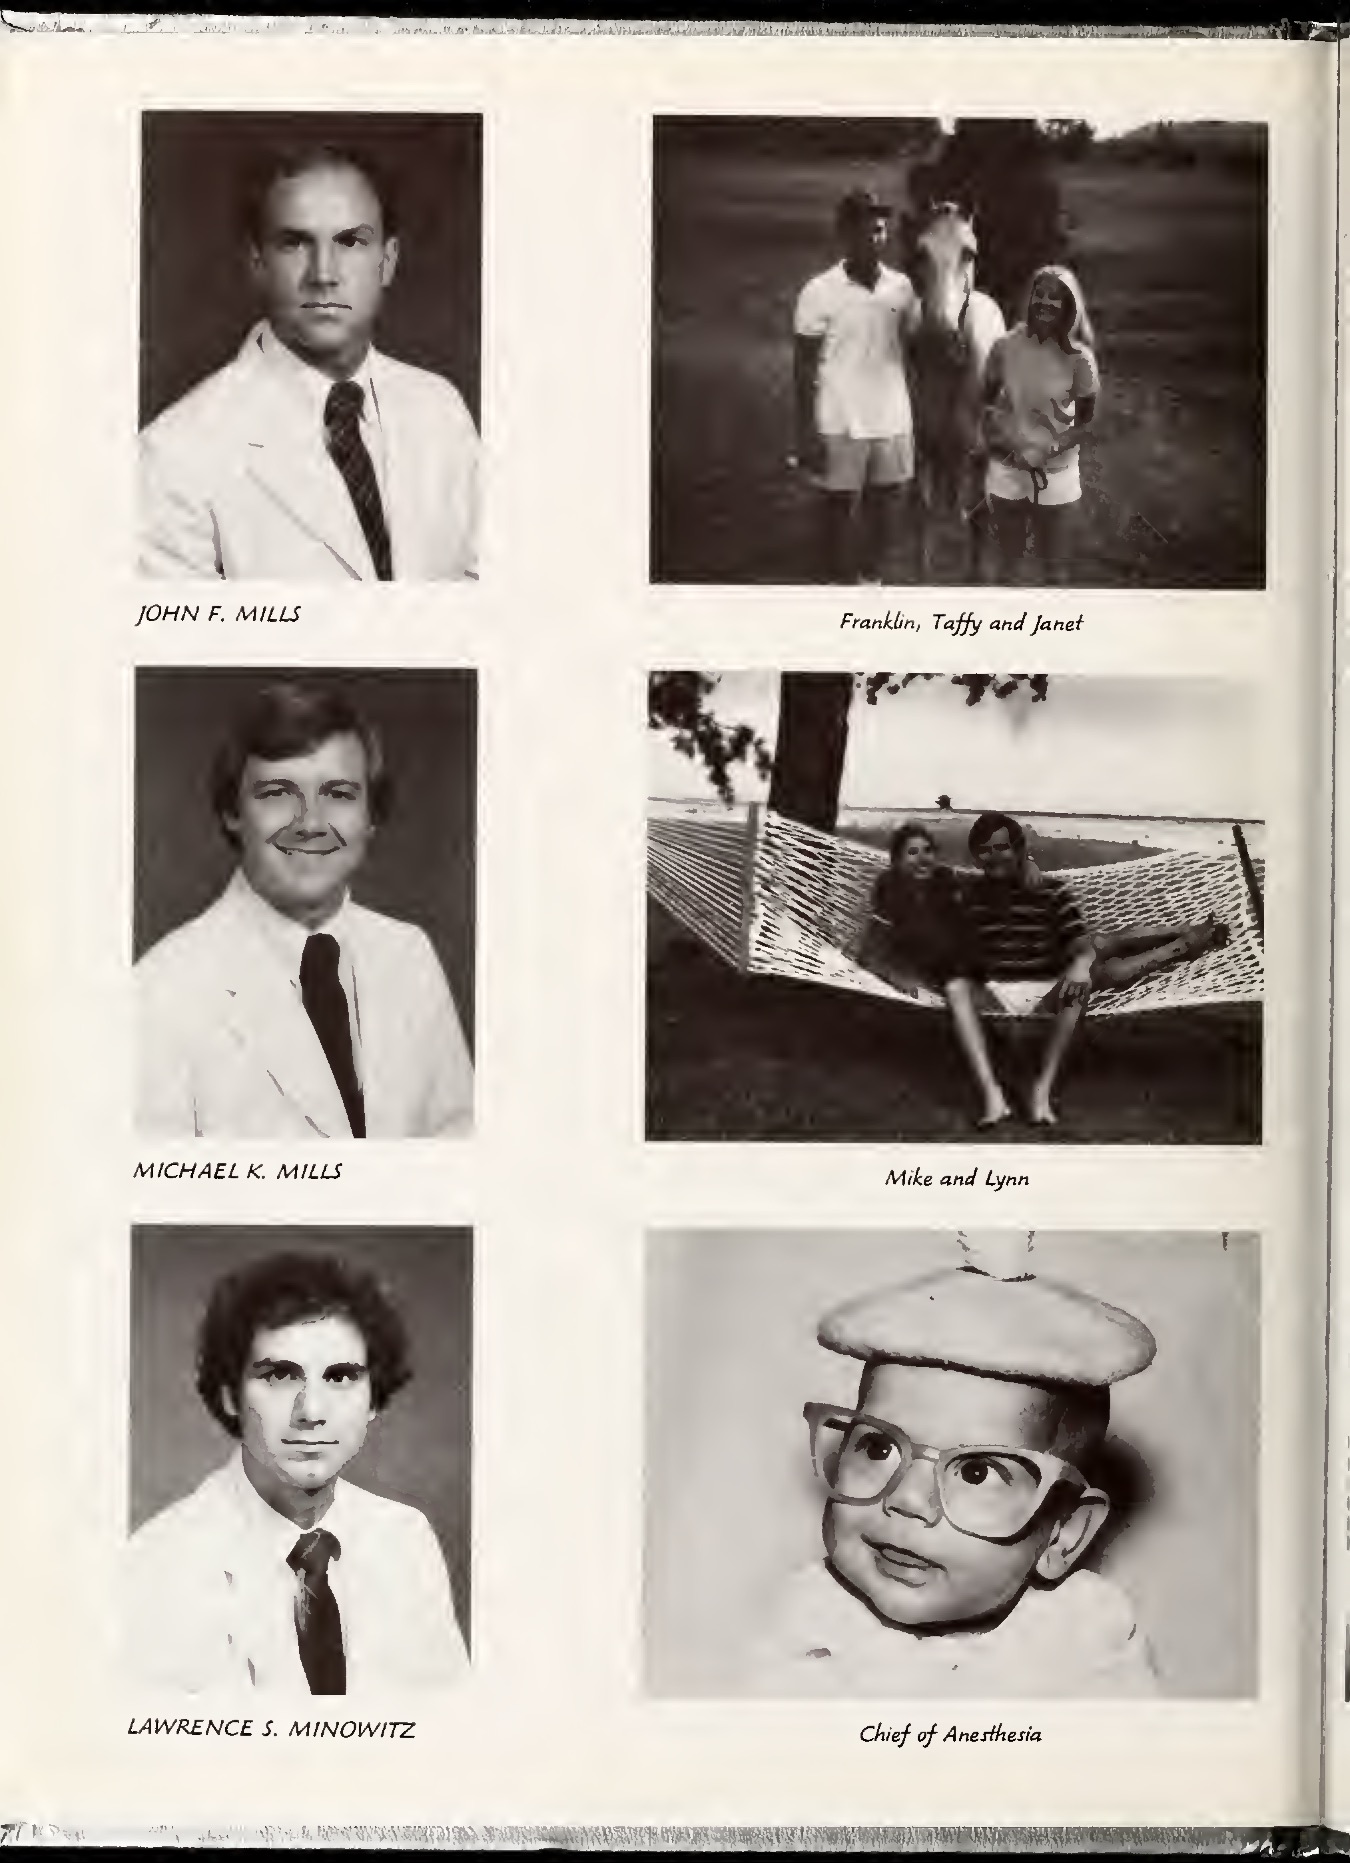 JOHN F. MILLS
Franklin, Taffy and Janet
MICHAEL K. MILLS
Mike and Lynn
LAWRENCE S. MINOWITZ
Chief of Anesthesia